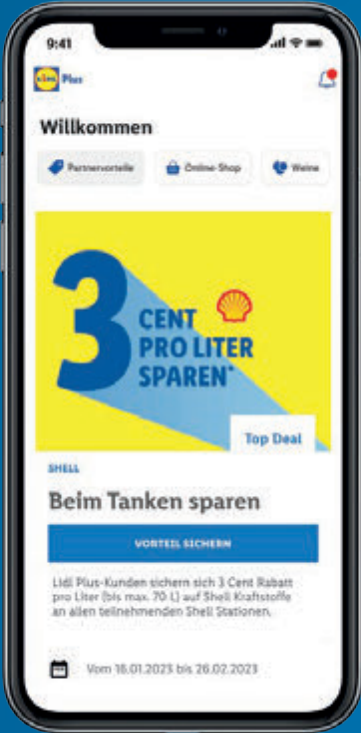 9:41
LIDL Plus
Willkommen
Partnervorteile Online-Shop Weine
3 CENT
PRO LITER
SPAREN*
Top Deal
SHELL
Beim Tanken sparen
VORTEIL SICHERN
Lidl Plus-Kunden sichern sich 3 Cent Rabatt
pro Liter (bis max. 70 L) auf Shell Kraftstoffe
an allen teilnehmenden Shell Stationen.
Vom 16.01.2023 bis 26.02.2023